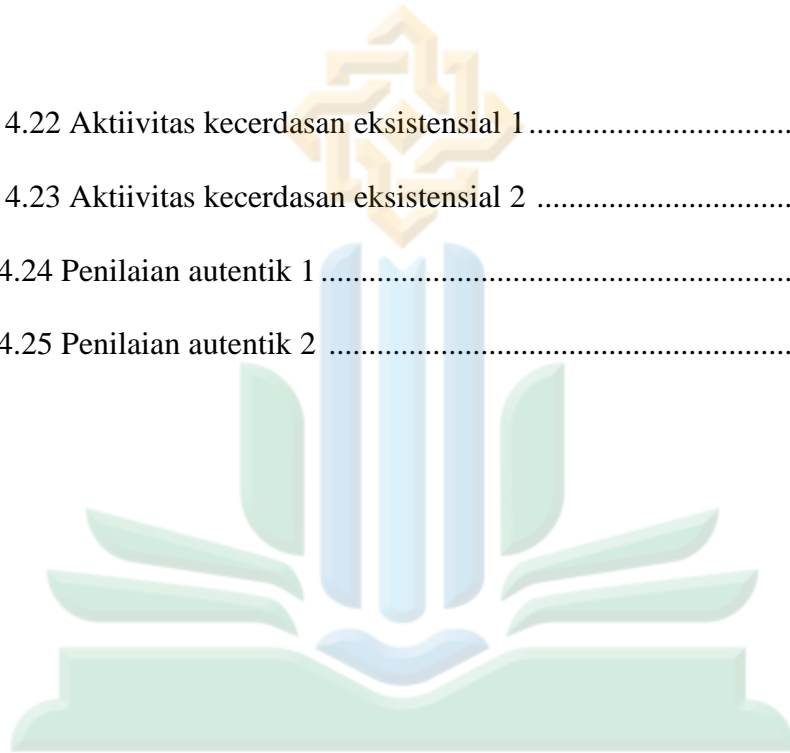 4.22 Aktiivitas kecerdasan eksistensial 1.................................
4.23 Aktiivitas kecerdasan eksistensial 2 ................................
4.24 Penilaian autentik 1...........................................................
4.25 Penilaian autentik 2 ..........................................................